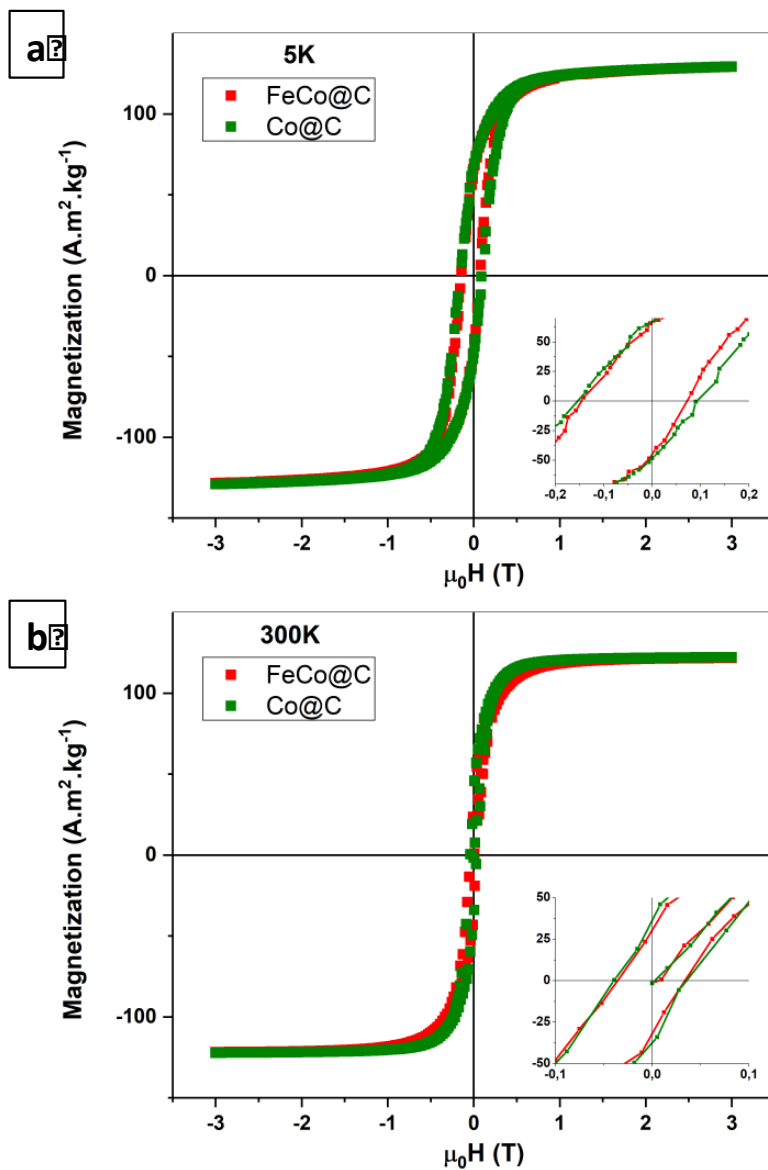 a
5K
FeCo@C
Co@C
Magnetization (A.m².kg⁻¹)
100
0
-100
50
25
0
-25
-50
-0,2 -0,1 0,0 0,1 0,2
-3 -2 -1 0 1 2 3
μ₀H (T)
b
300K
FeCo@C
Co@C
Magnetization (A.m².kg⁻¹)
100
0
-100
50
25
0
-25
-50
-0,1 0,0 0,1
-3 -2 -1 0 1 2 3
μ₀H (T)